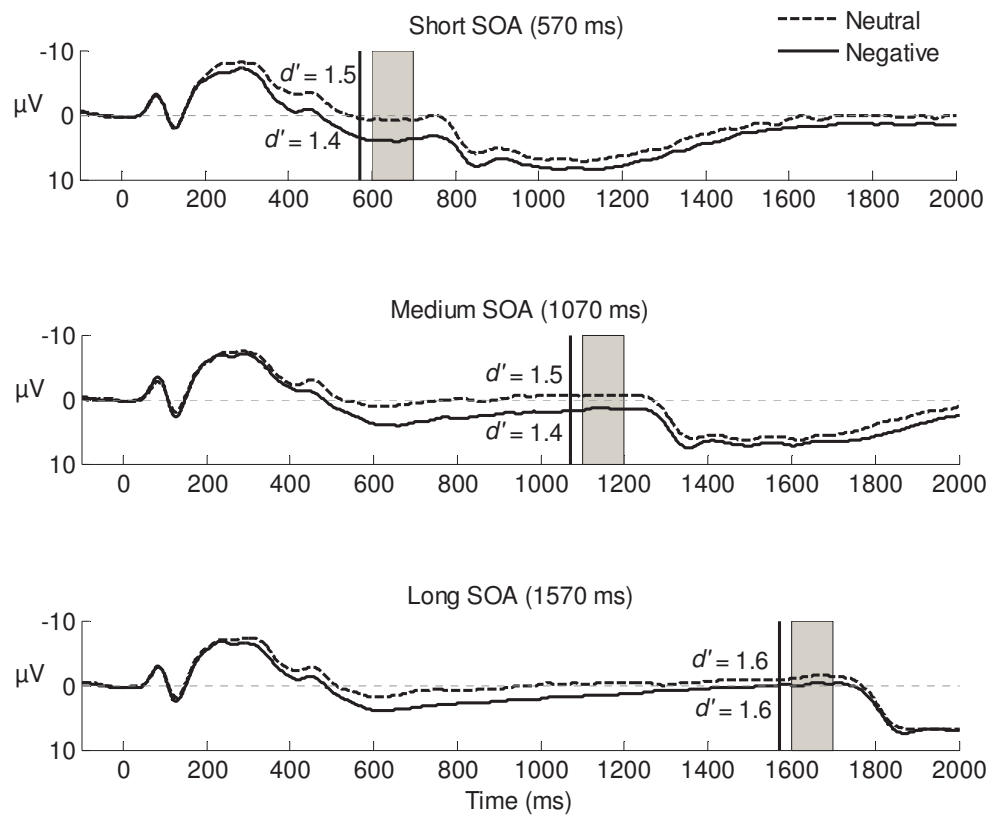 Short SOA (570 ms)
Neutral
Negative
-10
d' = 1.5
µV
0
d' = 1.4
10
0 200 400 600 800 1000 1200 1400 1600 1800 2000
Medium SOA (1070 ms)
-10
d' = 1.5
µV
0
d' = 1.4
10
0 200 400 600 800 1000 1200 1400 1600 1800 2000
Long SOA (1570 ms)
-10
d' = 1.6
µV
0
d' = 1.6
10
0 200 400 600 800 1000 1200 1400 1600 1800 2000
Time (ms)